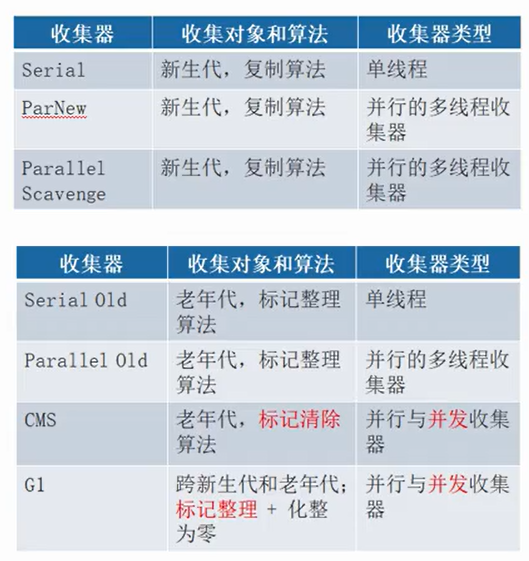 收集器 收集对象和算法 收集器类型
Serial 新生代，复制算法 单线程
ParNew 新生代，复制算法 并行的多线程收
集器
Parallel 新生代，复制算法 并行的多线程收
Scavenge 集器
收集器 收集对象和算法 收集器类型
Serial Old 老年代，标记整理 单线程
算法
Parallel Old 老年代，标记整理 并行的多线程收
算法 集器
CMS 老年代，标记清除 并行与并发收集
算法 器
G1 跨新生代和老年代； 并行与并发收集
标记整理 + 化整 器
为零